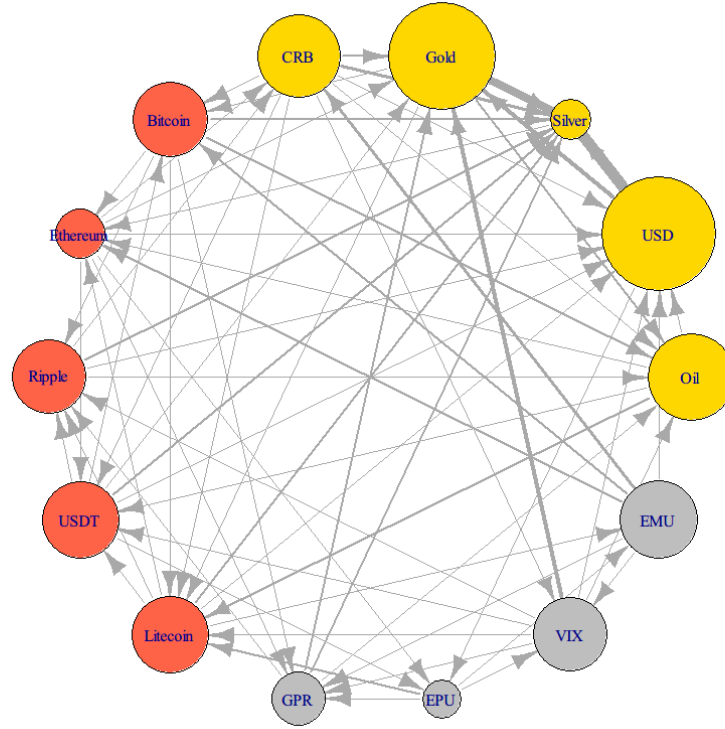 CRB
Gold
Bitcoin
Silver
Ethereum
USD
Ripple
Oil
USDT
EMU
Litecoin
VIX
GPR
EPU